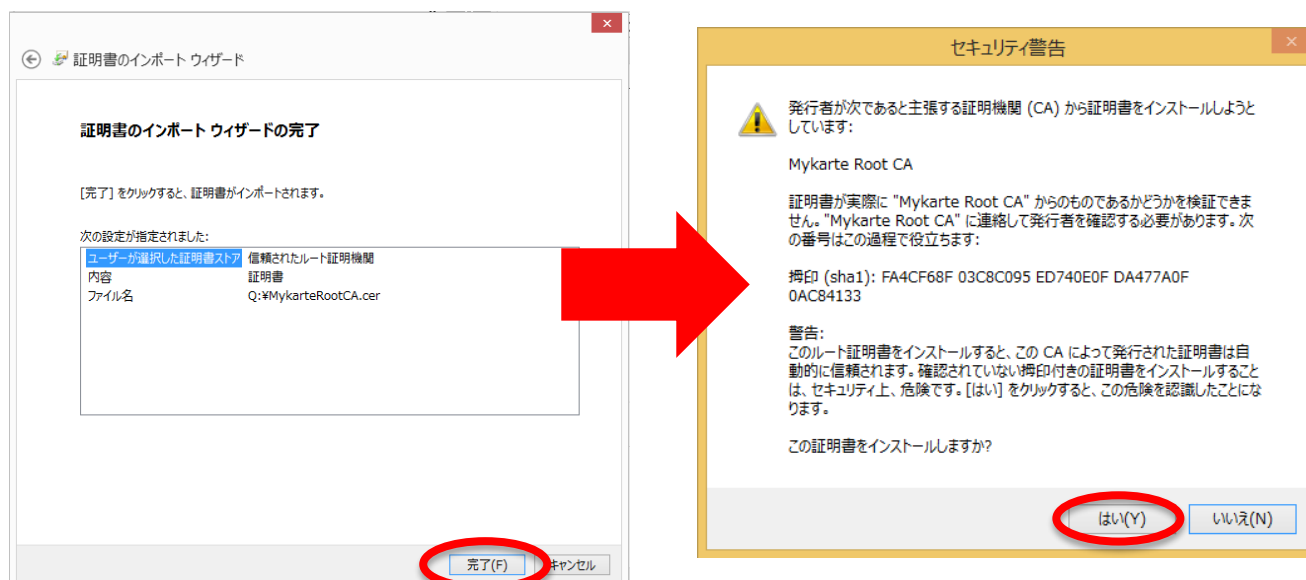 証明書のインポート ウィザード
証明書のインポート ウィザードの完了
[完了] をクリックすると、証明書がインポートされます。
次の設定が指定されました:
ユーザーが選択した証明書ストア 信頼されたルート証明機関
内容 証明書
ファイル名 Q:¥MykarteRootCA.cer
完了(F)
キャンセル
セキュリティ警告
発行者が次であると主張する証明機関 (CA) から証明書をインストールしようと
しています:
Mykarte Root CA
証明書が実際に "Mykarte Root CA" からのものであるかどうかを検証できま
せん。"Mykarte Root CA" に連絡して発行者を確認する必要があります。次
の番号はこの過程で役立ちます:
拇印 (sha1): FA4CF68F 03C8C095 ED740E0F DA477A0F
0AC84133
警告:
このルート証明書をインストールすると、この CA によって発行された証明書は自
動的に信頼されます。確認されていない拇印付きの証明書をインストールすること
は、セキュリティ上、危険です。[はい] をクリックすると、この危険を認識したことにな
ります。
この証明書をインストールしますか?
はい(Y)
いいえ(N)